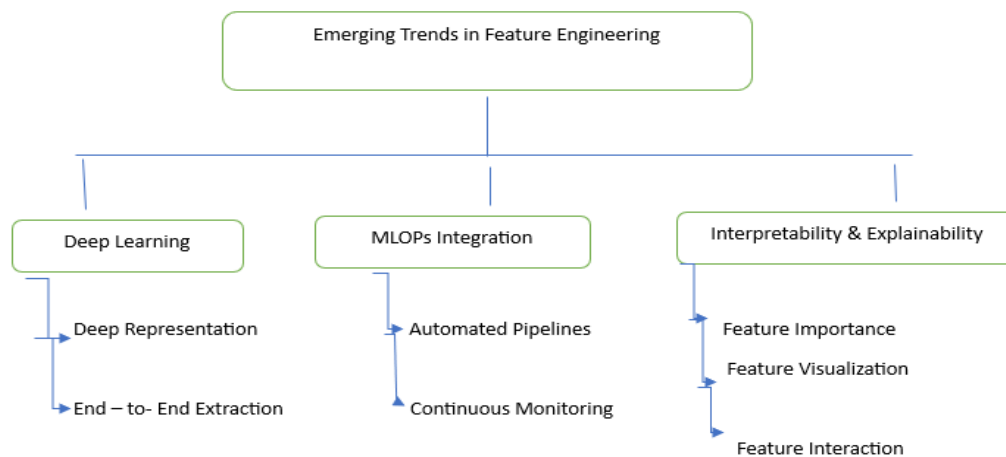 Emerging Trends in Feature Engineering
Deep Learning
MLOPs Integration
Interpretability & Explainability
Deep Representation
End – to- End Extraction
Automated Pipelines
Continuous Monitoring
Feature Importance
Feature Visualization
Feature Interaction